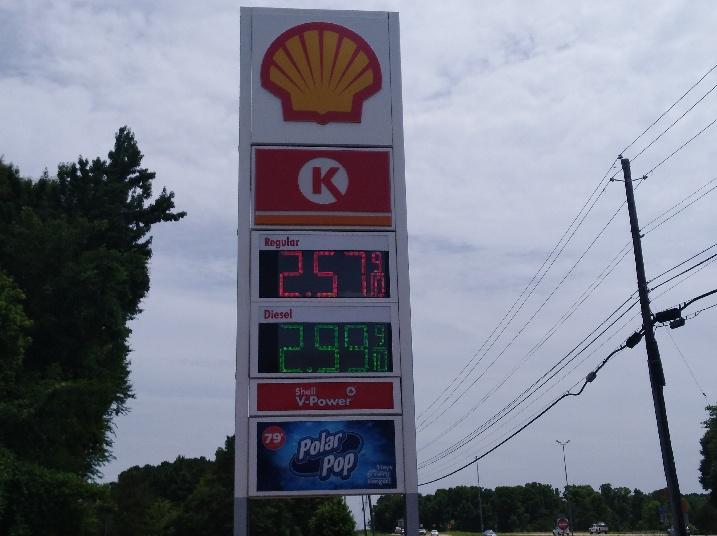 K
Regular
2.57 9/10
Diesel
2.99 9/10
Shell
V-Power
79¢
Polar
Pop